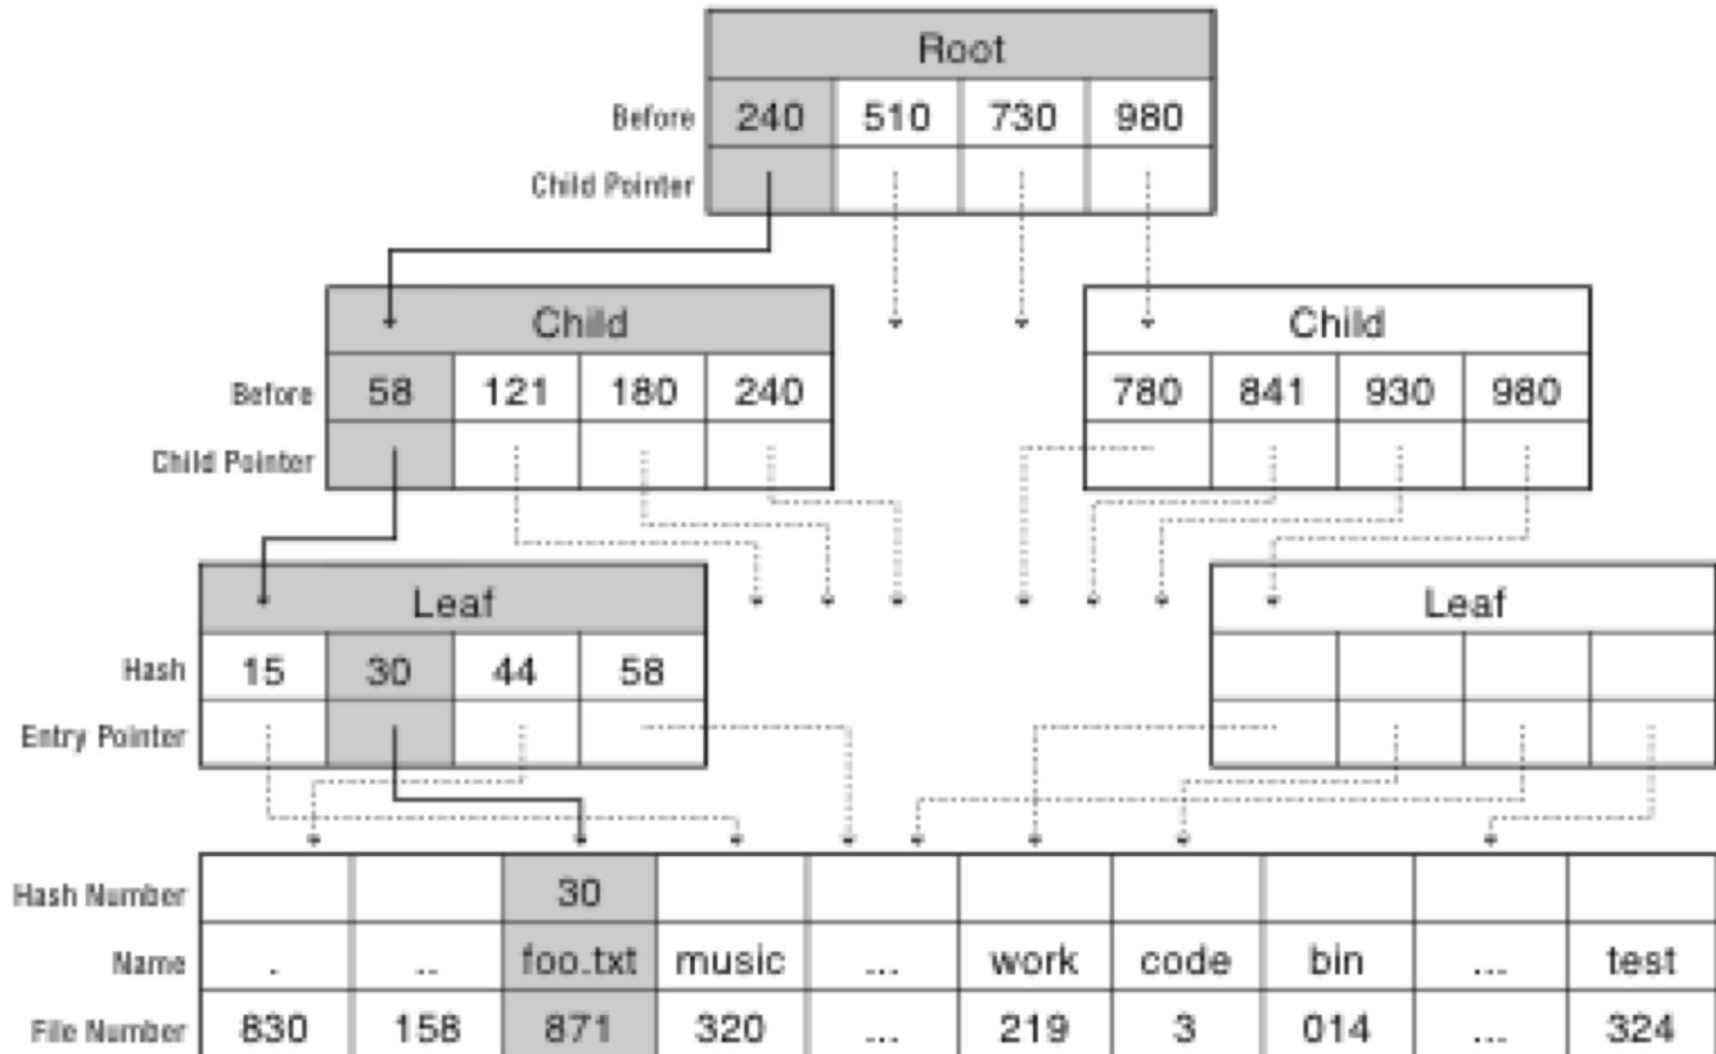 Root
Before 240 510 730 980
Child Pointer
Child Child
Before 58 121 180 240 780 841 930 980
Child Pointer
Leaf Leaf
Hash 15 30 44 58
Entry Pointer
Hash Number 30
Name . .. foo.txt music ... work code bin ... test
File Number 830 158 871 320 ... 219 3 014 ... 324